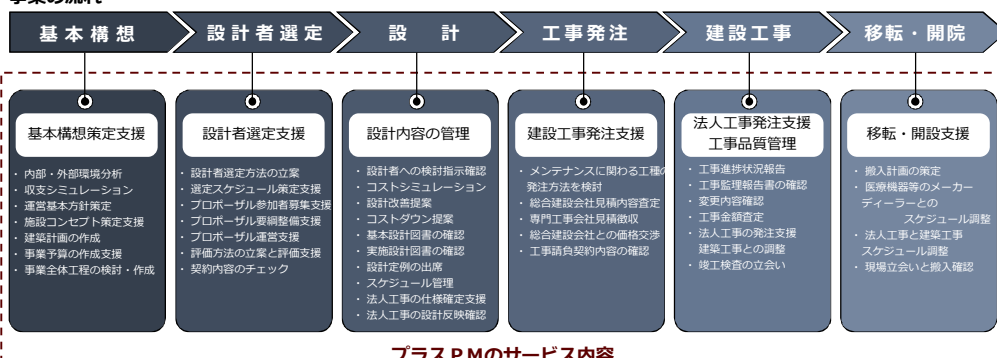 事業の流れ
基本構想
設計者選定
設 計
工事発注
建設工事
移転・開院
基本構想策定支援
・ 内部・外部環境分析
・ 収支シミュレーション
・ 運営基本方針策定
・ 施設コンセプト策定支援
・ 建築計画の作成
・ 事業予算の作成支援
・ 事業全体工程の検討・作成
設計者選定支援
・ 設計者選定方法の立案
・ 選定スケジュール策定支援
・ プロポーザル参加者募集支援
・ プロポーザル要綱整備支援
・ プロポーザル運営支援
・ 評価方法の立案と評価支援
・ 契約内容のチェック
設計内容の管理
・ 設計者への検討指示確認
・ コストシミュレーション
・ 設計改善提案
・ コストダウン提案
・ 基本設計図書の確認
・ 実施設計図書の確認
・ 設計定例の出席
・ スケジュール管理
・ 法人工事の仕様確定支援
・ 法人工事の設計反映確認
建設工事発注支援
・ メンテナンスに関わる工種の
発注方法を検討
・ 総合建設会社見積内容査定
・ 専門工事会社見積徴収
・ 総合建設会社との価格交渉
・ 工事請負契約内容の確認
法人工事発注支援
工事品質管理
・ 工事進捗状況報告
・ 工事監理報告書の確認
・ 変更内容確認
・ 工事金額査定
・ 法人工事の発注支援
建築工事との調整
・ 竣工検査の立会い
移転・開設支援
・ 搬入計画の策定
・ 医療機器等のメーカー
ディーラーとの
スケジュール調整
・ 法人工事と建築工事
スケジュール調整
・ 現場立会いと搬入確認
プラスPMのサービス内容